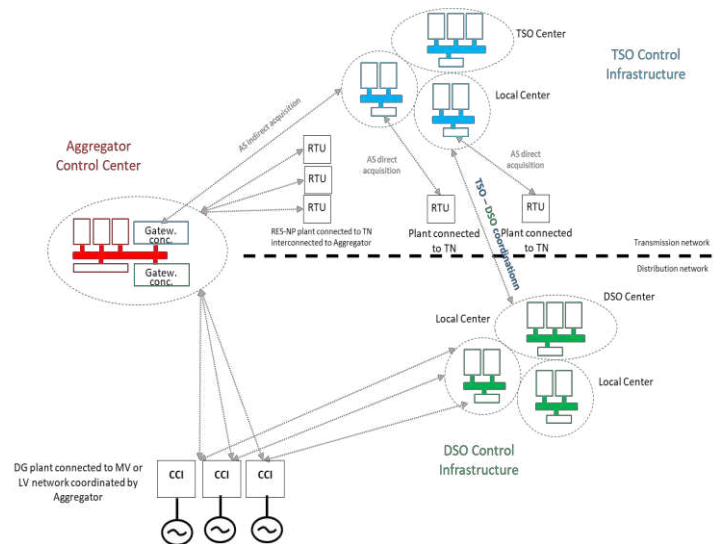 TSO Center
TSO Control
Infrastructure
Local Center
AS indirect acquisition
Aggregator
Control Center
RTU
RTU
RTU
AS direct
acquisition
AS direct
acquisition
Gatew.
conc.
Gatew.
conc.
RES-NP plant connected to TN
interconnected to Aggregator
RTU
Plant connected
to TN
RTU
Plant connected
to TN
TSO – DSO coordinationn
Transmission network
Distribution network
DSO Center
Local Center
Local Center
DSO Control
Infrastructure
DG plant connected to MV or
LV network coordinated by
Aggregator
CCI
CCI
CCI